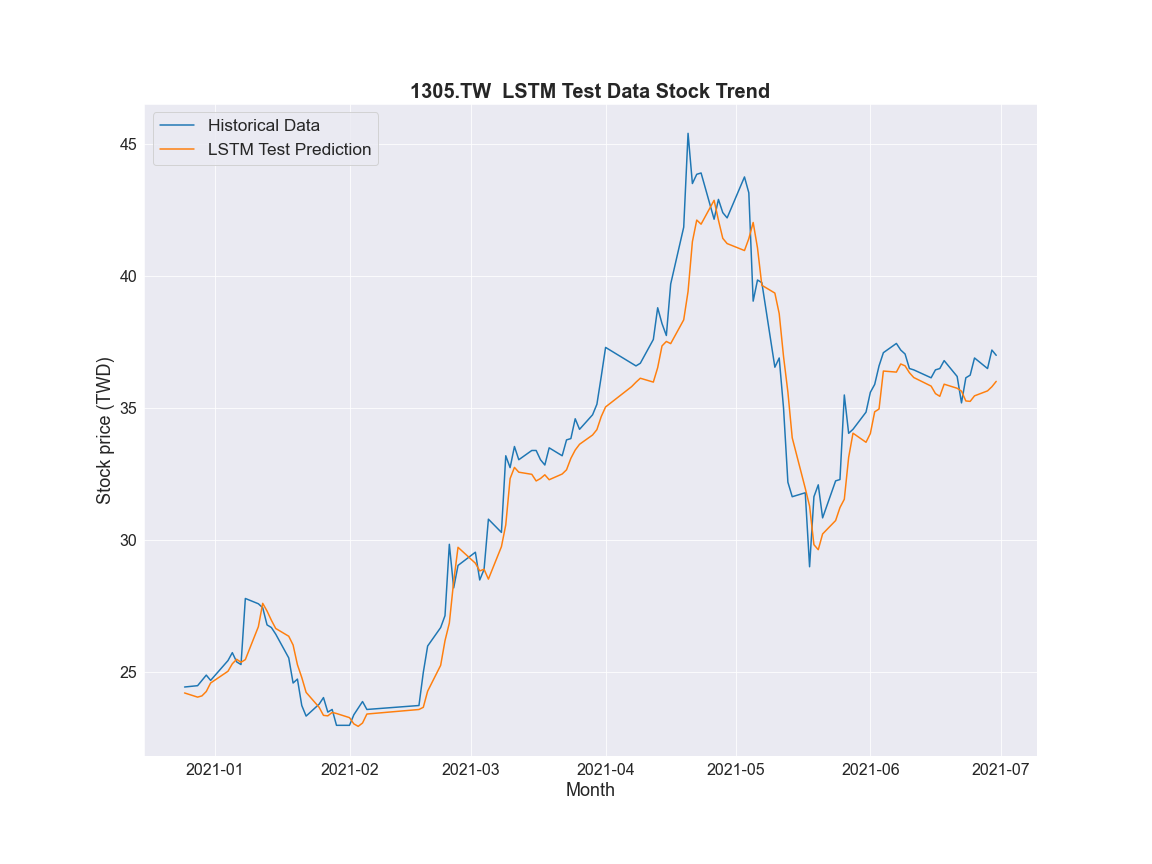 1305.TW  LSTM Test Data Stock Trend
Historical Data
LSTM Test Prediction
45
40
35
30
25
Stock price (TWD)
2021-01 2021-02 2021-03 2021-04 2021-05 2021-06 2021-07
Month